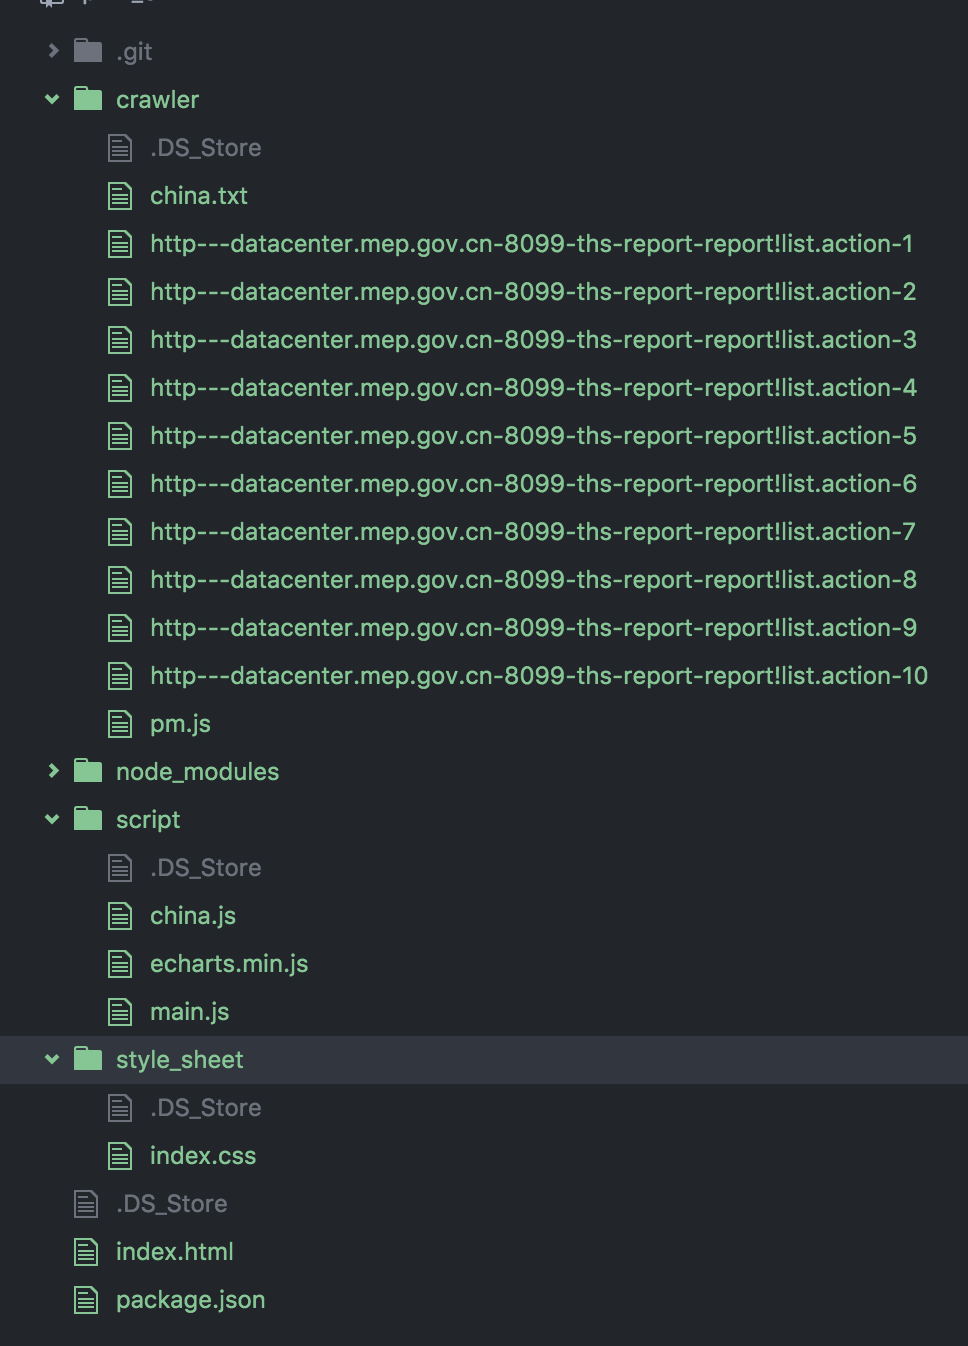 .git
crawler
.DS_Store
china.txt
http---datacenter.mep.gov.cn-8099-ths-report-report!list.action-1
http---datacenter.mep.gov.cn-8099-ths-report-report!list.action-2
http---datacenter.mep.gov.cn-8099-ths-report-report!list.action-3
http---datacenter.mep.gov.cn-8099-ths-report-report!list.action-4
http---datacenter.mep.gov.cn-8099-ths-report-report!list.action-5
http---datacenter.mep.gov.cn-8099-ths-report-report!list.action-6
http---datacenter.mep.gov.cn-8099-ths-report-report!list.action-7
http---datacenter.mep.gov.cn-8099-ths-report-report!list.action-8
http---datacenter.mep.gov.cn-8099-ths-report-report!list.action-9
http---datacenter.mep.gov.cn-8099-ths-report-report!list.action-10
pm.js
node_modules
script
.DS_Store
china.js
echarts.min.js
main.js
style_sheet
.DS_Store
index.css
.DS_Store
index.html
package.json